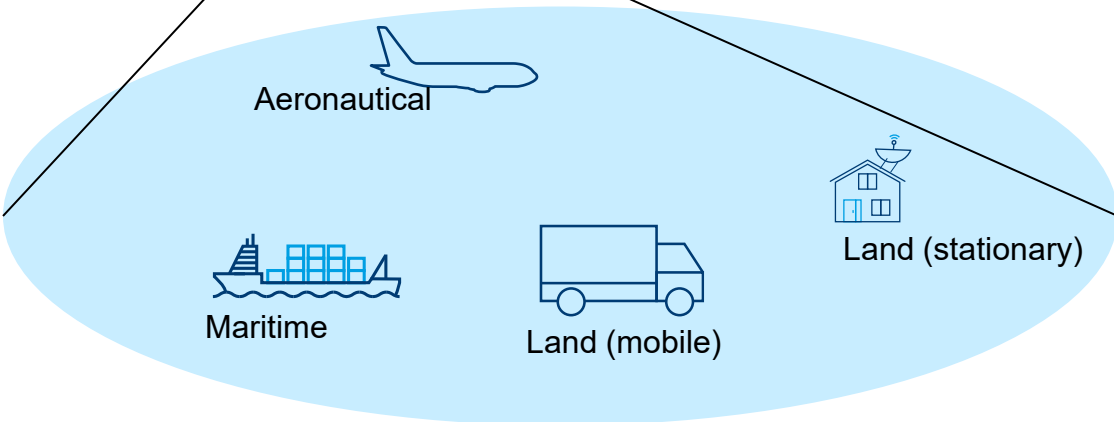 Aeronautical
Land (stationary)
Maritime
Land (mobile)